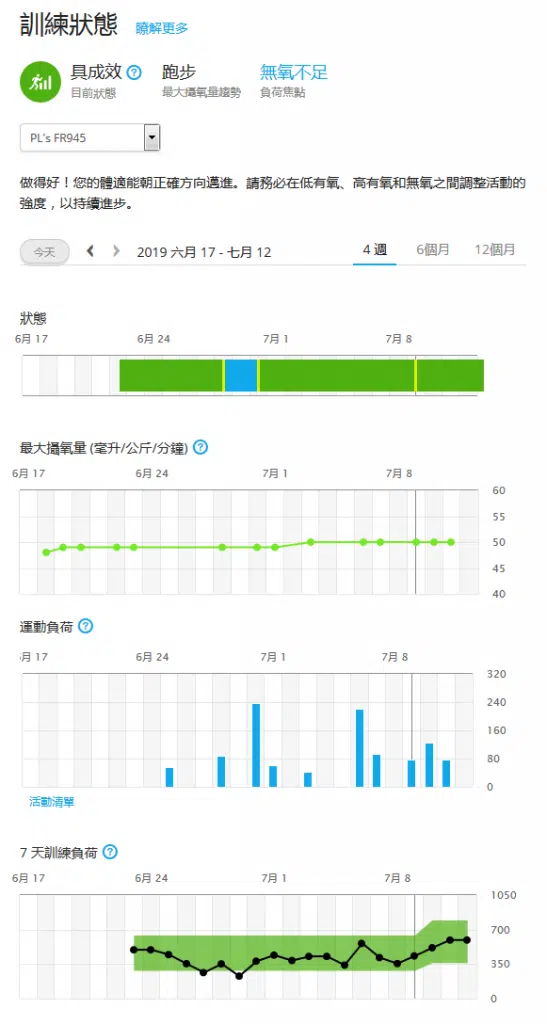 訓練狀態 瞭解更多
具成效 ? 跑步 無氧不足
目前狀態 最大攝氧量趨勢 負荷焦點
PL's FR945
做得好！您的體適能朝正確方向邁進。請務必在低有氧、高有氧和無氧之間調整活動的
強度，以持續進步。
今天 2019 六月 17 - 七月 12 4 週 6個月 12個月
狀態
6月 17 6月 24 7月 1 7月 8
最大攝氧量 (毫升/公斤/分鐘) ?
6月 17 6月 24 7月 1 7月 8
60
55
50
45
40
運動負荷 ?
月 17 6月 24 7月 1 7月 8
320
240
160
80
0
活動清單
7 天訓練負荷 ?
6月 17 6月 24 7月 1 7月 8
1050
700
350
0